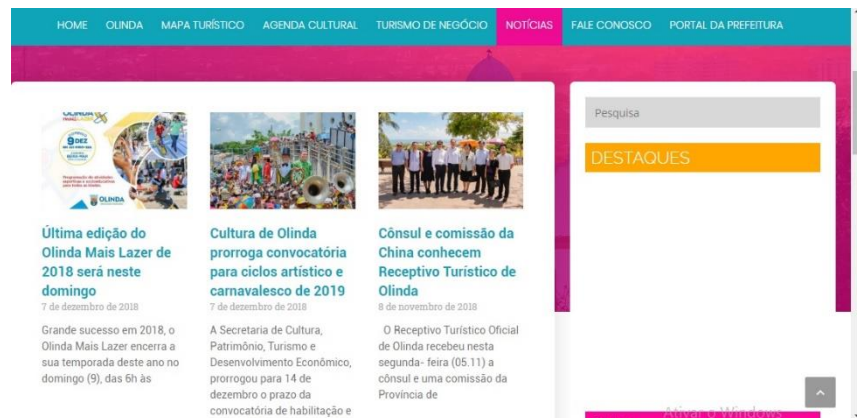 HOME OLINDA MAPA TURÍSTICO AGENDA CULTURAL TURISMO DE NEGÓCIO NOTÍCIAS FALE CONOSCO PORTAL DA PREFEITURA
Pesquisa
DESTAQUES
OLINDA
9 DEZ
OLINDA
Última edição do
Olinda Mais Lazer de
2018 será neste
domingo
7 de dezembro de 2018
Grande sucesso em 2018, o
Olinda Mais Lazer encerra a
sua temporada deste ano no
domingo (9), das 6h às
Cultura de Olinda
prorroga convocatória
para ciclos artístico e
carnavalesco de 2019
7 de dezembro de 2018
A Secretaria de Cultura,
Patrimônio, Turismo e
Desenvolvimento Econômico,
prorrogou para 14 de
dezembro o prazo da
convocatória de habilitação e
Cônsul e comissão da
China conhecem
Receptivo Turístico de
Olinda
8 de novembro de 2018
O Receptivo Turístico Oficial
de Olinda recebeu nesta
segunda- feira (05.11) a
cônsul e uma comissão da
Província de
Ativar o Windows